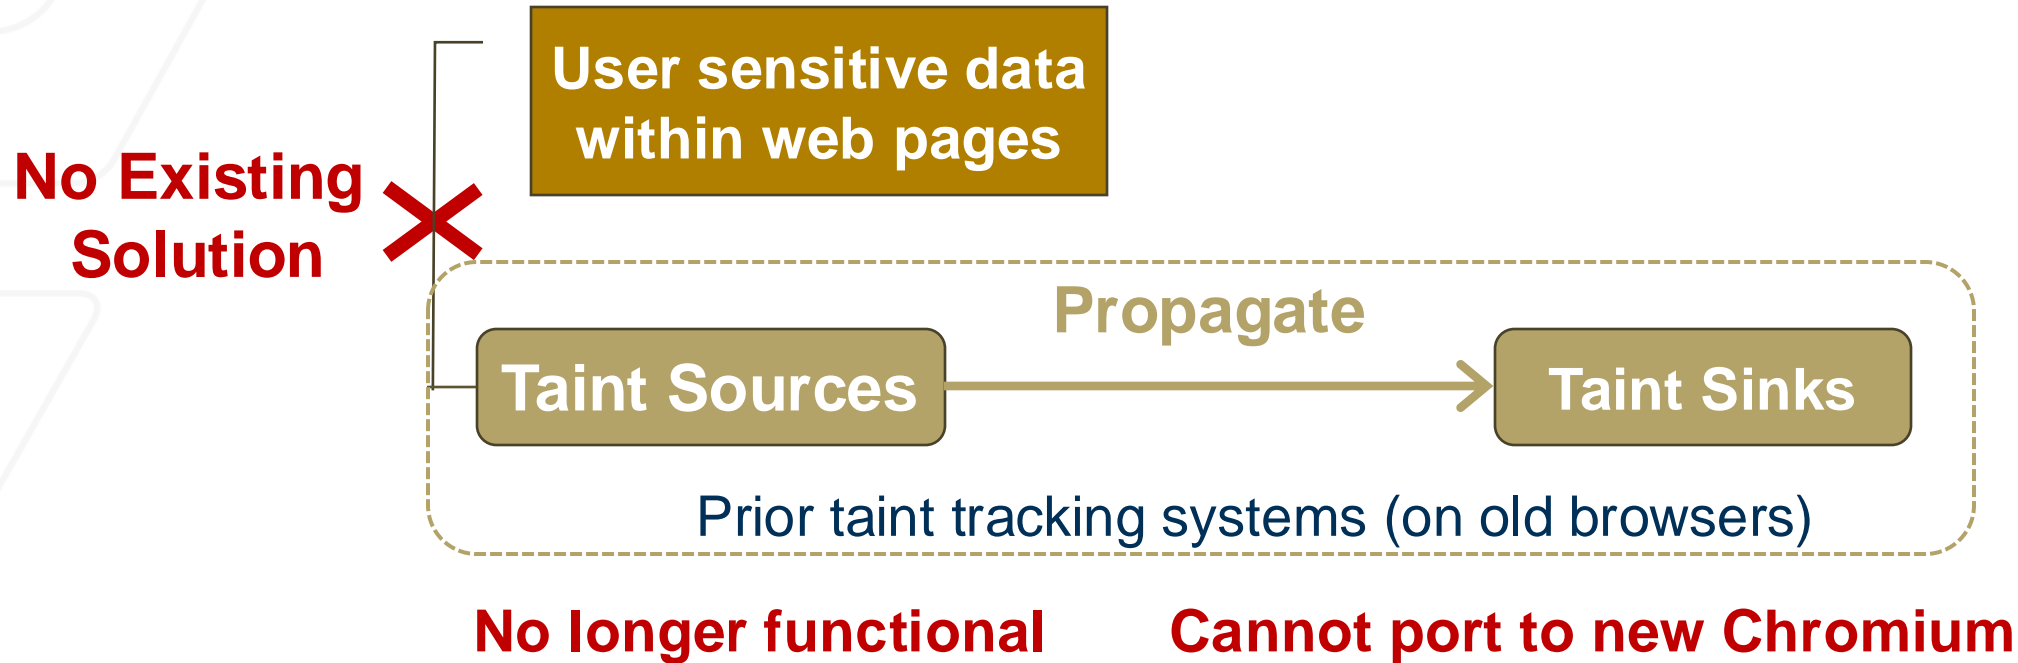 User sensitive data
within web pages
No Existing
Solution
Propagate
Taint Sources
Taint Sinks
Prior taint tracking systems (on old browsers)
No longer functional
Cannot port to new Chromium